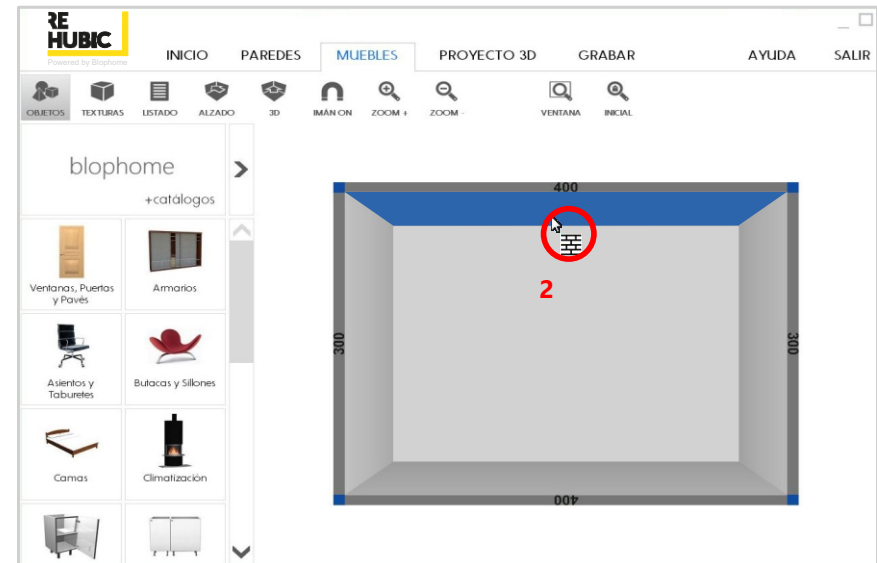 RE
HUBIC
Powered by Blophome
INICIO PAREDES MUEBLES PROYECTO 3D GRABAR AYUDA SALIR
OBJETOS TEXTURAS LISTADO ALZADO 3D IMÁN ON ZOOM + ZOOM - VENTANA INICIAL
blophome
+catálogos
400
2
300
300
400
Ventanas, Puertas
y Pavés
Armarios
Asientos y
Taburetes
Butacas y Sillones
Camas
Climatización